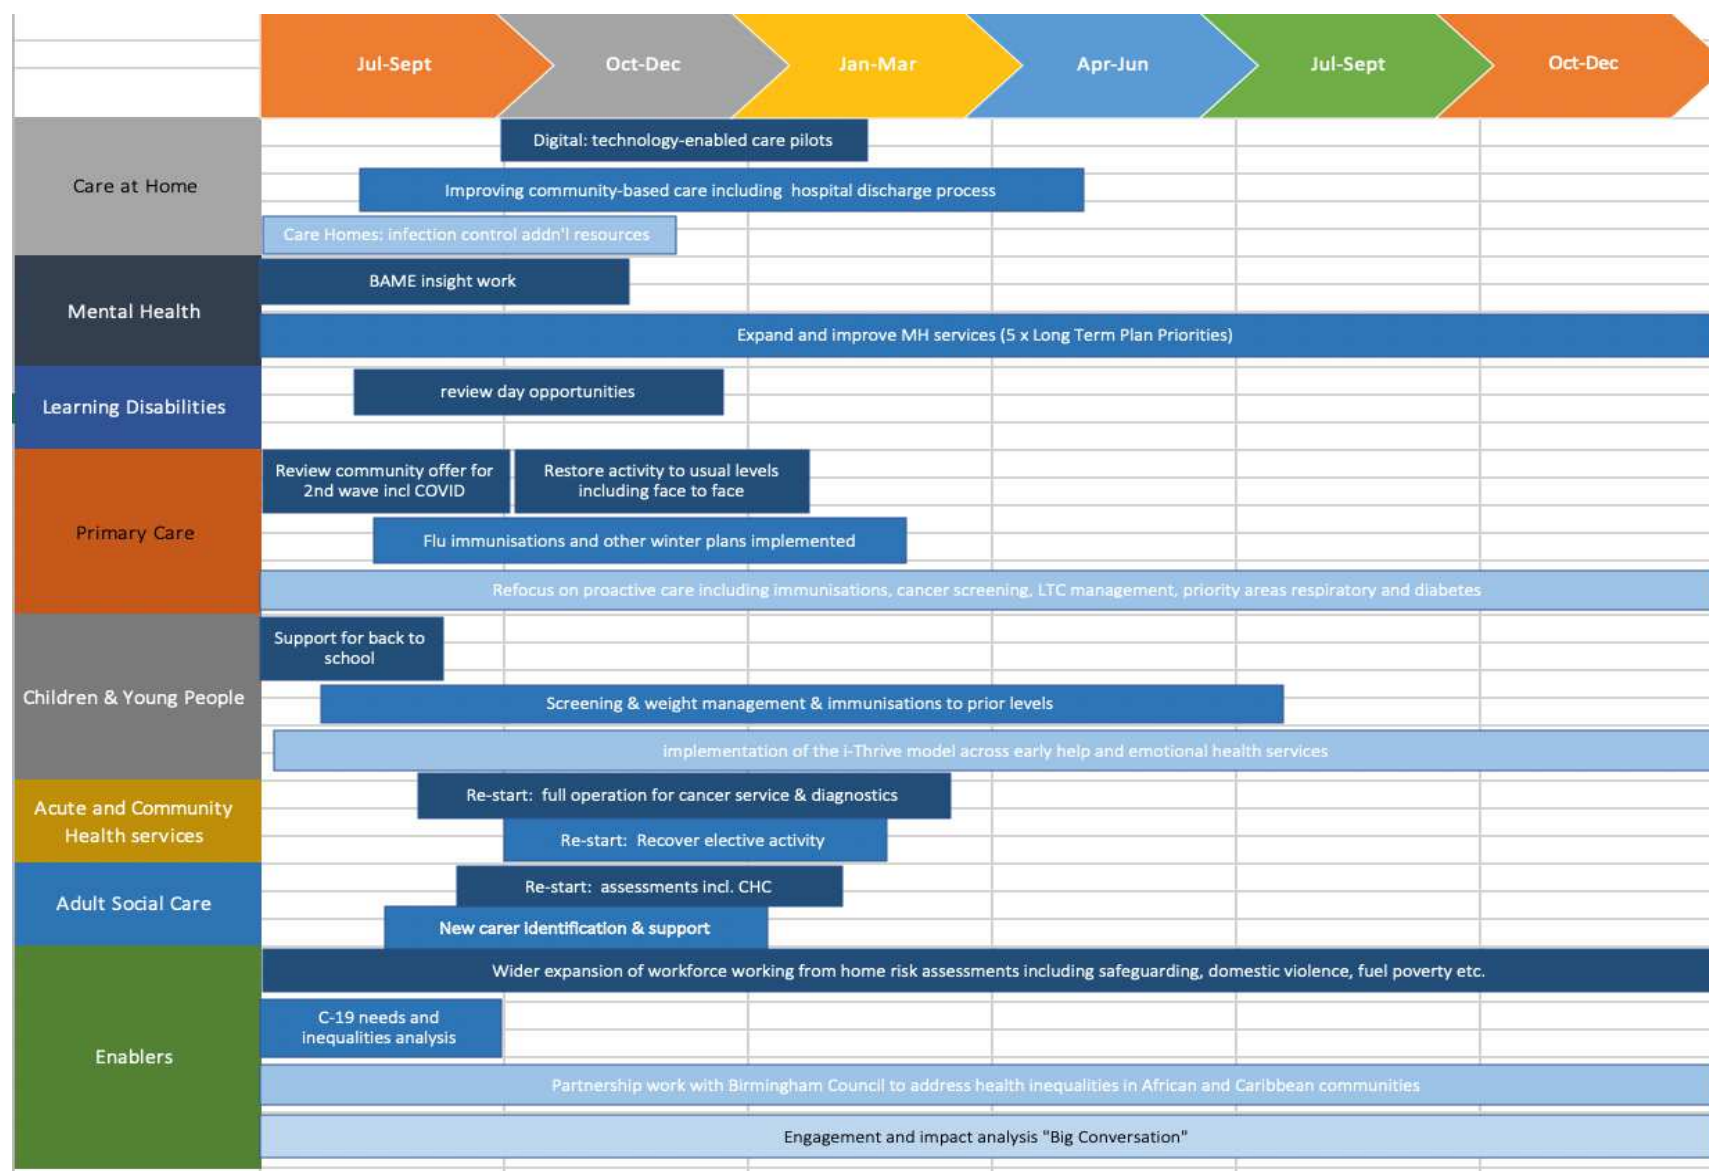 Jul-Sept
Oct-Dec
Jan-Mar
Apr-Jun
Jul-Sept
Oct-Dec
Care at Home
Digital: technology-enabled care pilots
Improving community-based care including hospital discharge process
Care Homes: infection control addn'l resources
Mental Health
BAME insight work
Expand and improve MH services (5 x Long Term Plan Priorities)
Learning Disabilities
review day opportunities
Primary Care
Review community offer for
2nd wave incl COVID
Restore activity to usual levels
including face to face
Flu immunisations and other winter plans implemented
Refocus on proactive care including immunisations, cancer screening, LTC management, priority areas respiratory and diabetes
Children & Young People
Support for back to
school
Screening & weight management & immunisations to prior levels
implementation of the i-Thrive model across early help and emotional health services
Acute and Community
Health services
Re-start: full operation for cancer service & diagnostics
Re-start: Recover elective activity
Adult Social Care
Re-start: assessments incl. CHC
New carer identification & support
Enablers
Wider expansion of workforce working from home risk assessments including safeguarding, domestic violence, fuel poverty etc.
C-19 needs and
inequalities analysis
Partnership work with Birmingham Council to address health inequalities in African and Caribbean communities
Engagement and impact analysis "Big Conversation"